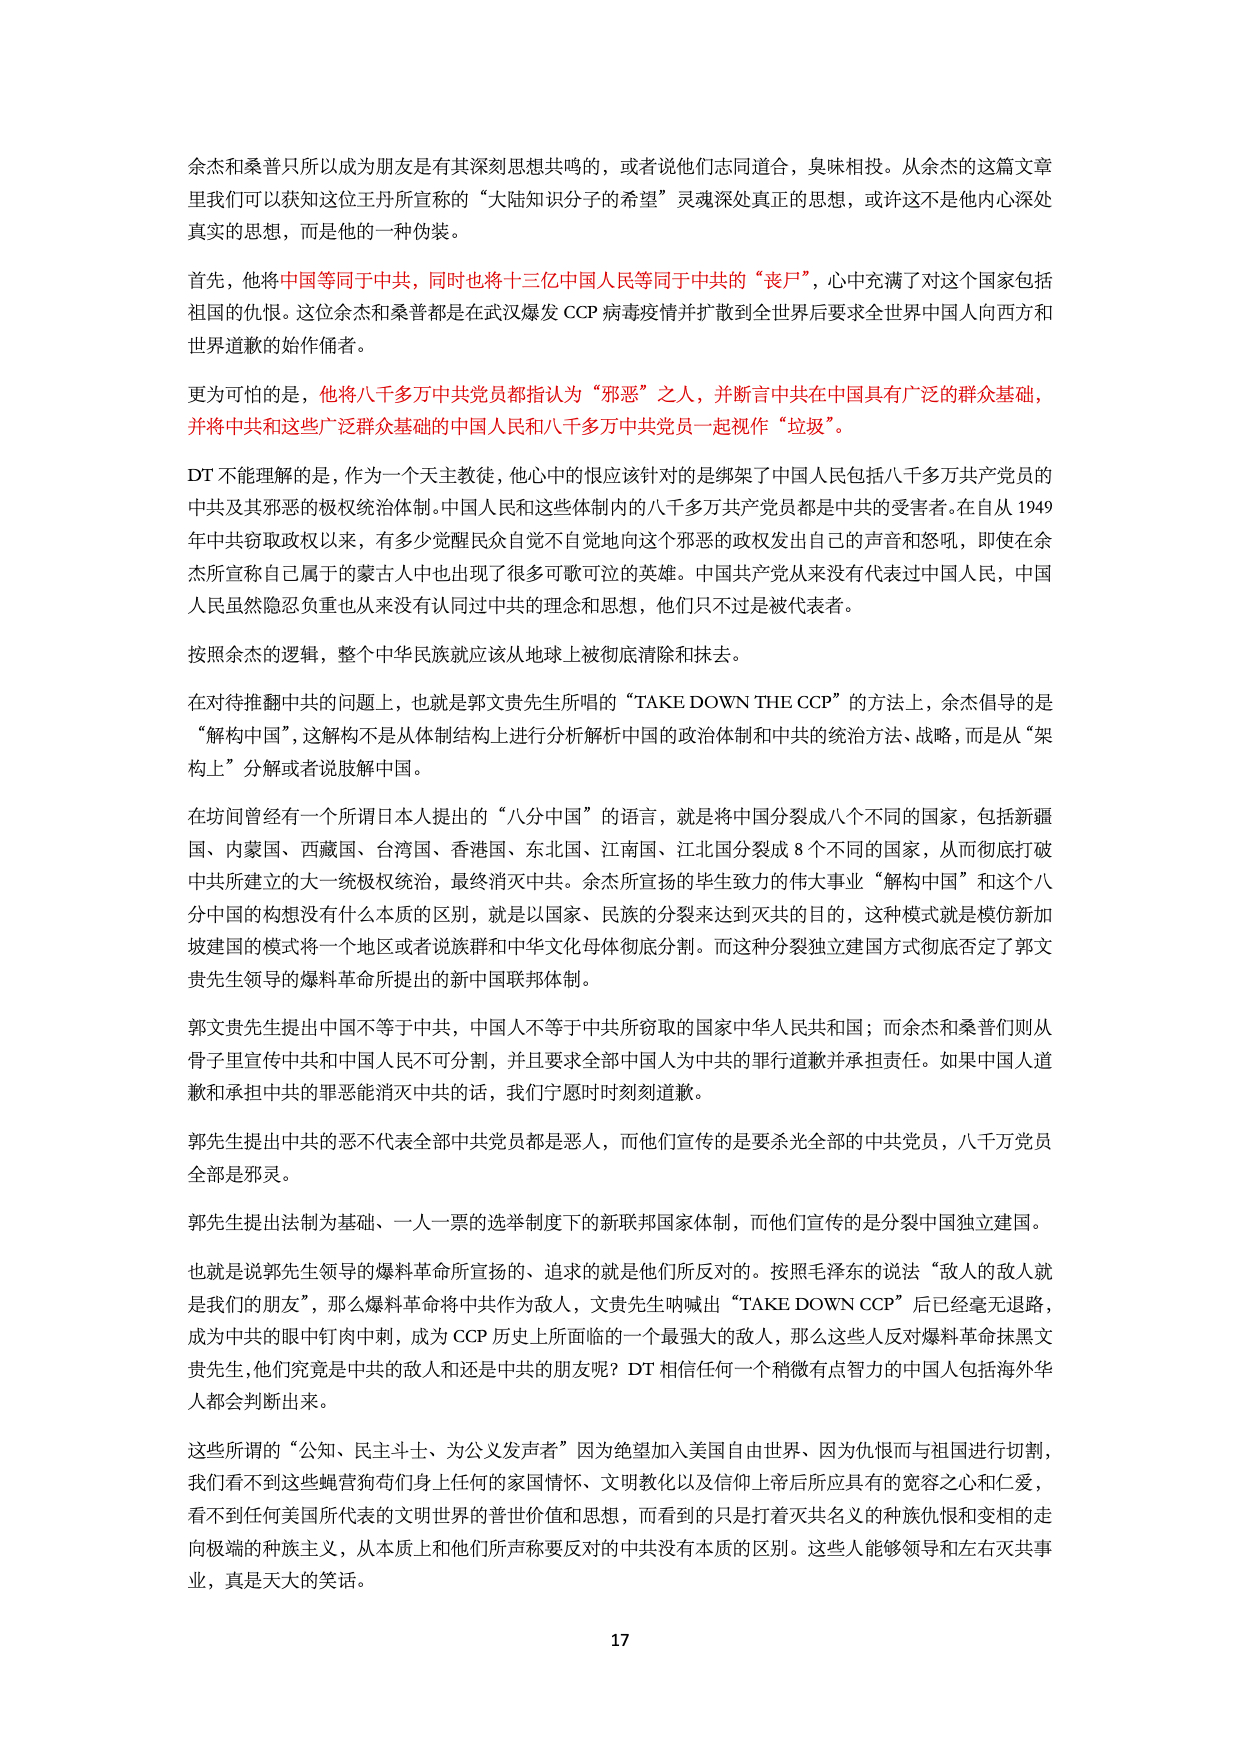 余杰和桑普只所以成为朋友是有其深刻思想共鸣的，或者说他们志同道合，臭味相投。从余杰的这篇文章
里我们可以获知这位王丹所宣称的“大陆知识分子的希望”灵魂深处真正的思想，或许这不是他内心深处
真实的思想，而是他的一种伪装。
首先，他将中国等同于中共，同时也将十三亿中国人民等同于中共的“丧尸”，心中充满了对这个国家包括
祖国的仇恨。这位余杰和桑普都是在武汉爆发 CCP 病毒疫情并扩散到全世界后要求全世界中国人向西方和
世界道歉的始作俑者。
更为可怕的是，他将八千多万中共党员都指认为“邪恶”之人，并断言中共在中国具有广泛的群众基础，
并将中共和这些广泛群众基础的中国人民和八千多万中共党员一起视作“垃圾”。
DT 不能理解的是，作为一个天主教徒，他心中的恨应该针对的是绑架了中国人民包括八千多万共产党员的
中共及其邪恶的极权统治体制。中国人民和这些体制内的八千多万共产党员都是中共的受害者。在自从 1949
年中共窃取政权以来，有多少觉醒民众自觉不自觉地向这个邪恶的政权发出自己的声音和怒吼，即使在余
杰所宣称自己属于的蒙古人中也出现了很多可歌可泣的英雄。中国共产党从来没有代表过中国人民，中国
人民虽然隐忍负重也从来没有认同过中共的理念和思想，他们只不过是被代表者。
按照余杰的逻辑，整个中华民族就应该从地球上被彻底清除和抹去。
在对待推翻中共的问题上，也就是郭文贵先生所唱的“TAKE DOWN THE CCP”的方法上，余杰倡导的是
“解构中国”，这解构不是从体制结构上进行分析解析中国的政治体制和中共的统治方法、战略，而是从“架
构上”分解或者说肢解中国。
在坊间曾经有一个所谓日本人提出的“八分中国”的语言，就是将中国分裂成八个不同的国家，包括新疆
国、内蒙国、西藏国、台湾国、香港国、东北国、江南国、江北国分裂成 8 个不同的国家，从而彻底打破
中共所建立的大一统极权统治，最终消灭中共。余杰所宣扬的毕生致力的伟大事业“解构中国”和这个八
分中国的构想没有什么本质的区别，就是以国家、民族的分裂来达到灭共的目的，这种模式就是模仿新加
坡建国的模式将一个地区或者说族群和中华文化母体彻底分割。而这种分裂独立建国方式彻底否定了郭文
贵先生领导的爆料革命所提出的新中国联邦体制。
郭文贵先生提出中国不等于中共，中国人不等于中共所窃取的国家中华人民共和国；而余杰和桑普们则从
骨子里宣传中共和中国人民不可分割，并且要求全部中国人为中共的罪行道歉并承担责任。如果中国人道
歉和承担中共的罪恶能消灭中共的话，我们宁愿时时刻刻道歉。
郭先生提出中共的恶不代表全部中共党员都是恶人，而他们宣传的是要杀光全部的中共党员，八千万党员
全部是邪灵。
郭先生提出法制为基础、一人一票的选举制度下的新联邦国家体制，而他们宣传的是分裂中国独立建国。
也就是说郭先生领导的爆料革命所宣扬的、追求的就是他们所反对的。按照毛泽东的说法“敌人的敌人就
是我们的朋友”，那么爆料革命将中共作为敌人，文贵先生呐喊出“TAKE DOWN CCP”后已经毫无退路，
成为中共的眼中钉肉中刺，成为 CCP 历史上所面临的一个最强大的敌人，那么这些人反对爆料革命抹黑文
贵先生，他们究竟是中共的敌人和还是中共的朋友呢？DT 相信任何一个稍微有点智力的中国人包括海外华
人都会判断出来。
这些所谓的“公知、民主斗士、为公义发声者”因为绝望加入美国自由世界、因为仇恨而与祖国进行切割，
我们看不到这些蝇营狗苟们身上任何的家国情怀、文明教化以及信仰上帝后所应具有的宽容之心和仁爱，
看不到任何美国所代表的文明世界的普世价值和思想，而看到的只是打着灭共名义的种族仇恨和变相的走
向极端的种族主义，从本质上和他们所声称要反对的中共没有本质的区别。这些人能够领导和左右灭共事
业，真是天大的笑话。
17